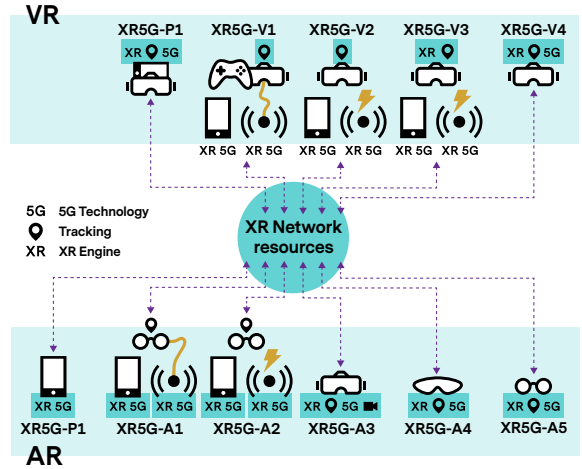 VR
XR5G-P1 XR5G-V1 XR5G-V2 XR5G-V3 XR5G-V4
XR 5G XR XR 5G
XR 5G XR 5G XR 5G XR 5G XR 5G XR 5G
5G 5G Technology
Tracking
XR XR Engine
XR Network
resources
XR 5G XR 5G XR 5G XR 5G XR 5G XR 5G XR 5G XR 5G
XR5G-P1 XR5G-A1 XR5G-A2 XR5G-A3 XR5G-A4 XR5G-A5
AR